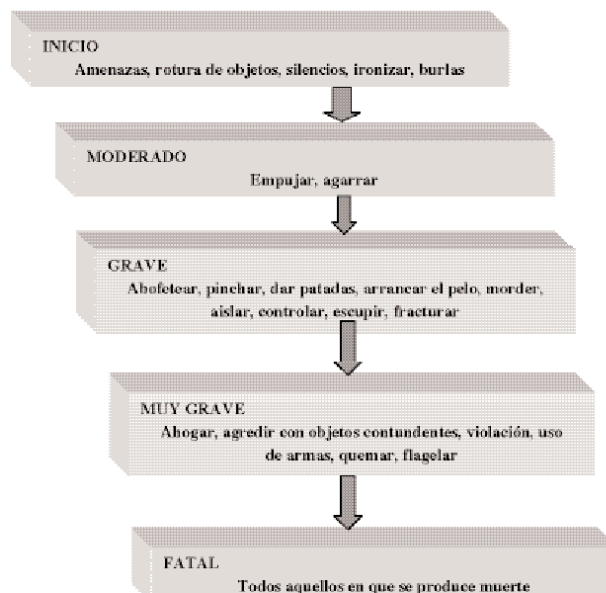 INICIO
Amenazas, rotura de objetos, silencios, ironizar, burlas
MODERADO
Empujar, agarrar
GRAVE
Abofetear, pinchar, dar patadas, arrancar el pelo, morder,
aislar, controlar, escupir, fracturar
MUY GRAVE
Ahogar, agredir con objetos contundentes, violación, uso
de armas, quemar, flagelar
FATAL
Todos aquellos en que se produce muerte